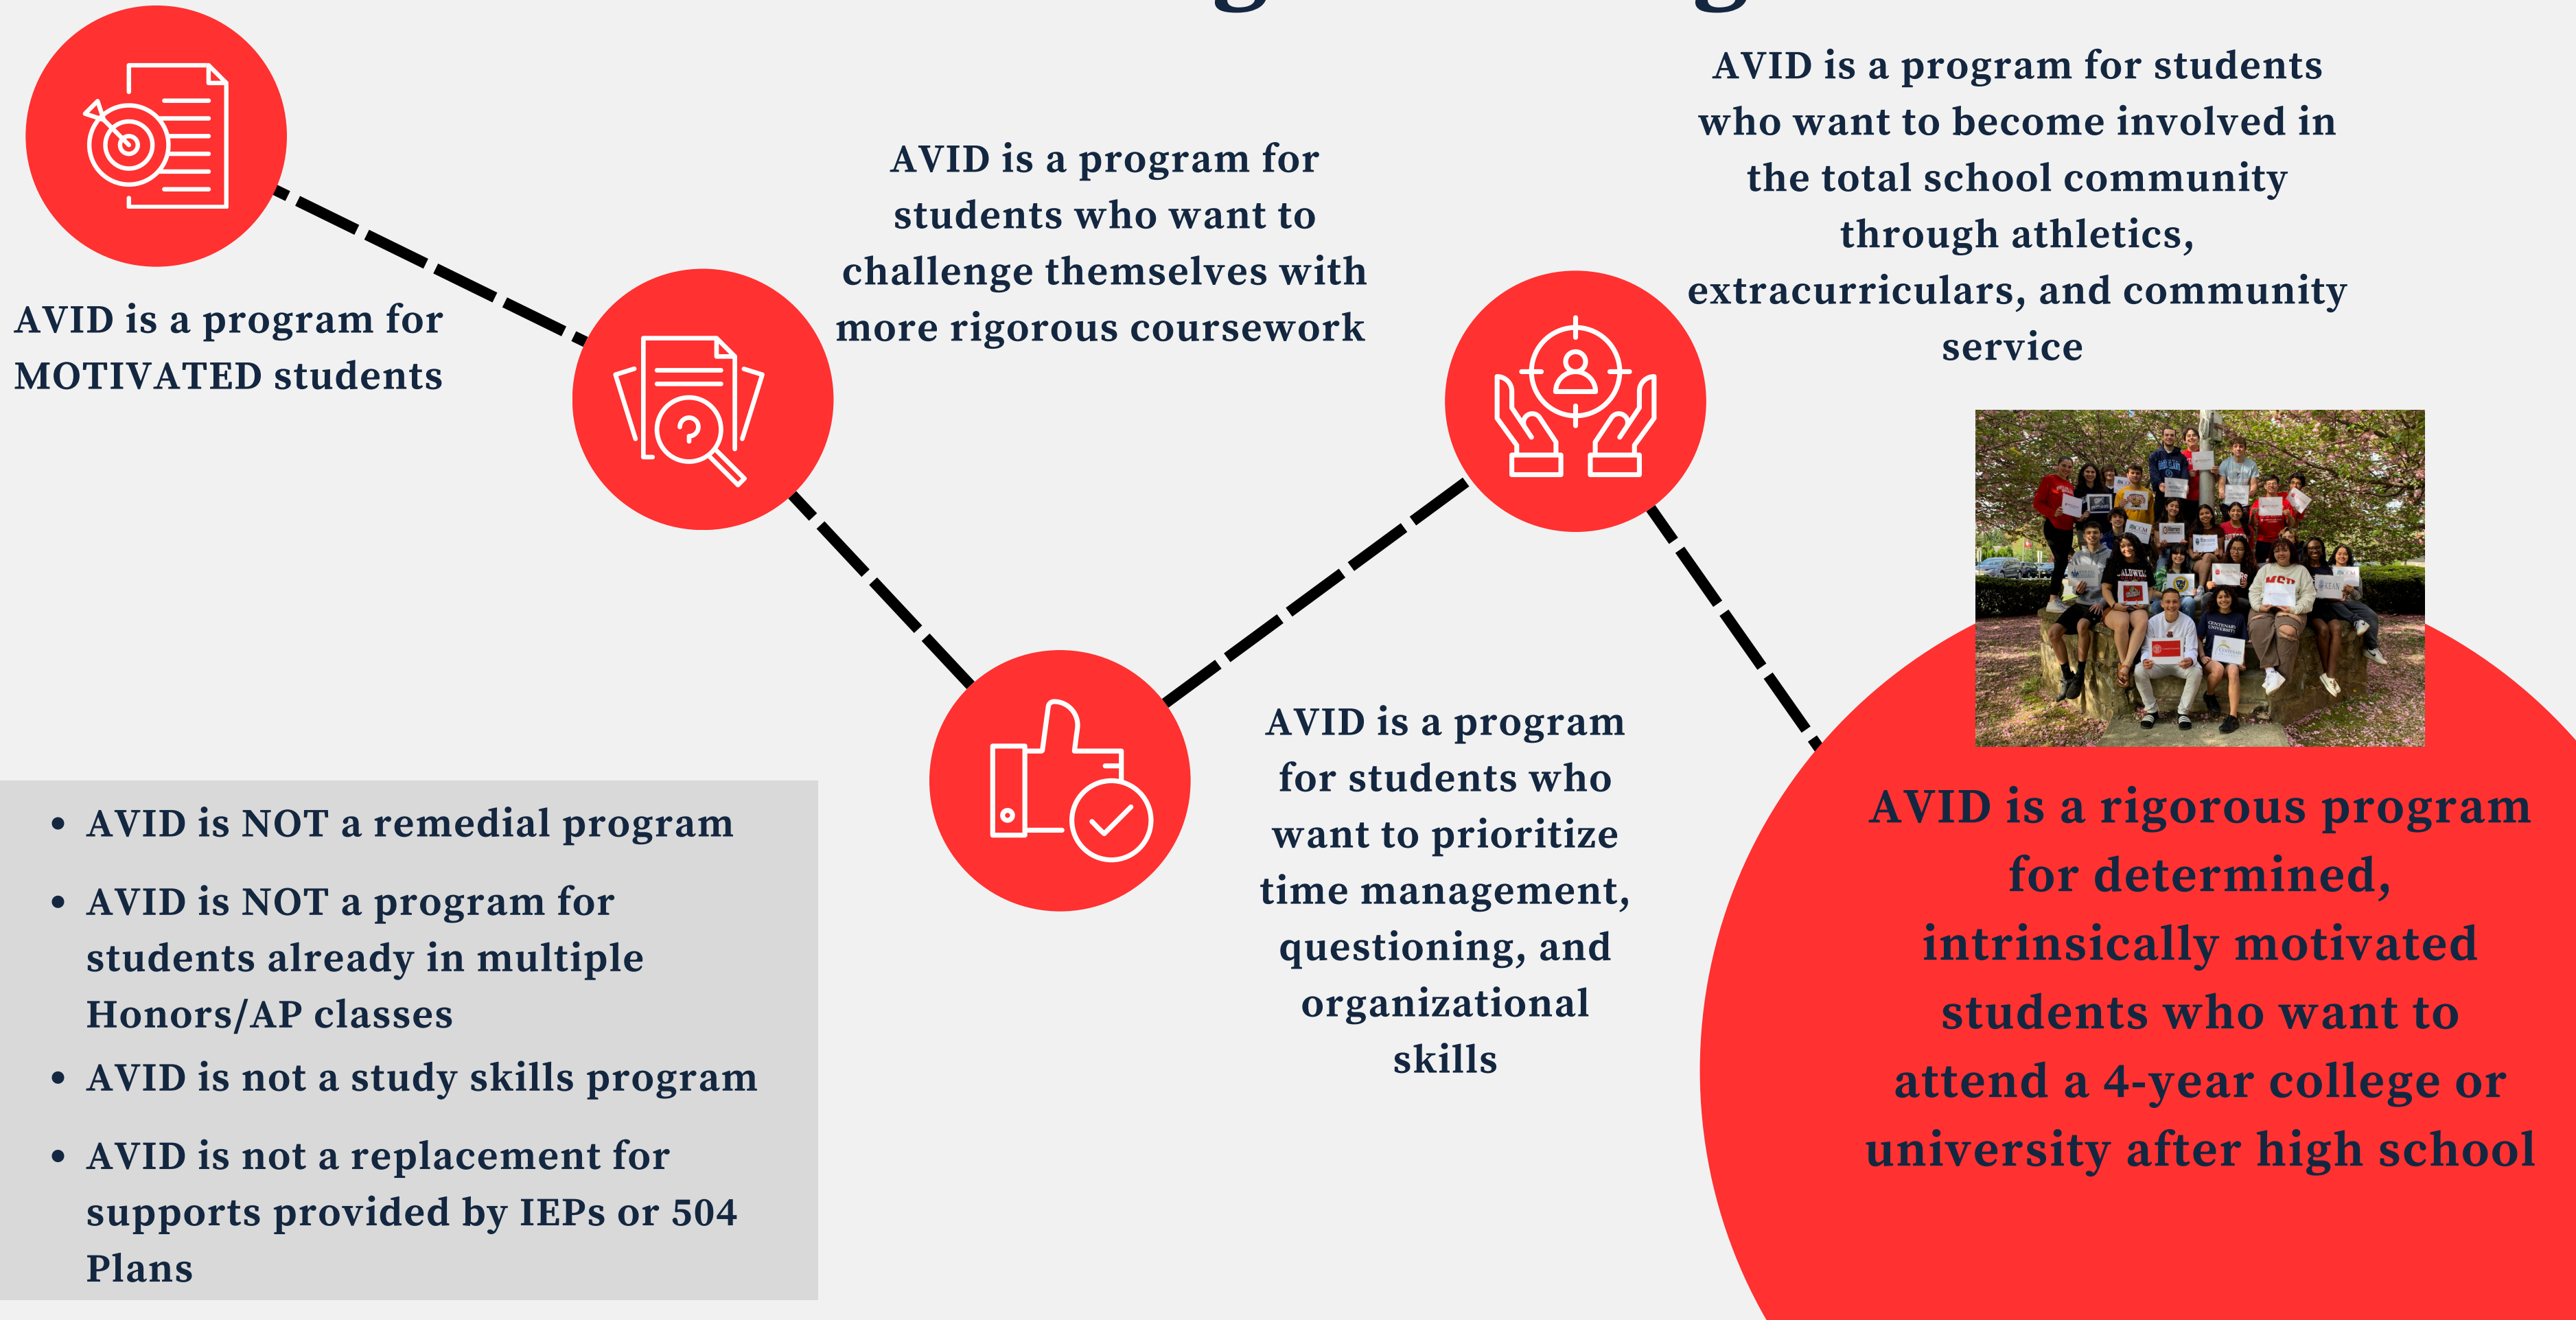 AVID is a program for
MOTIVATED students
AVID is a program for
students who want to
challenge themselves with
more rigorous coursework
AVID is a program
for students who
want to prioritize
time management,
questioning, and
organizational
skills
AVID is a program for students
who want to become involved in
the total school community
through athletics,
extracurriculars, and community
service
?
MSU
KEAN
CENTENARY
UNIVERSITY
AVID is a rigorous program
for determined,
intrinsically motivated
students who want to
attend a 4-year college or
university after high school
• AVID is NOT a remedial program
• AVID is NOT a program for
students already in multiple
Honors/AP classes
• AVID is not a study skills program
• AVID is not a replacement for
supports provided by IEPs or 504
Plans